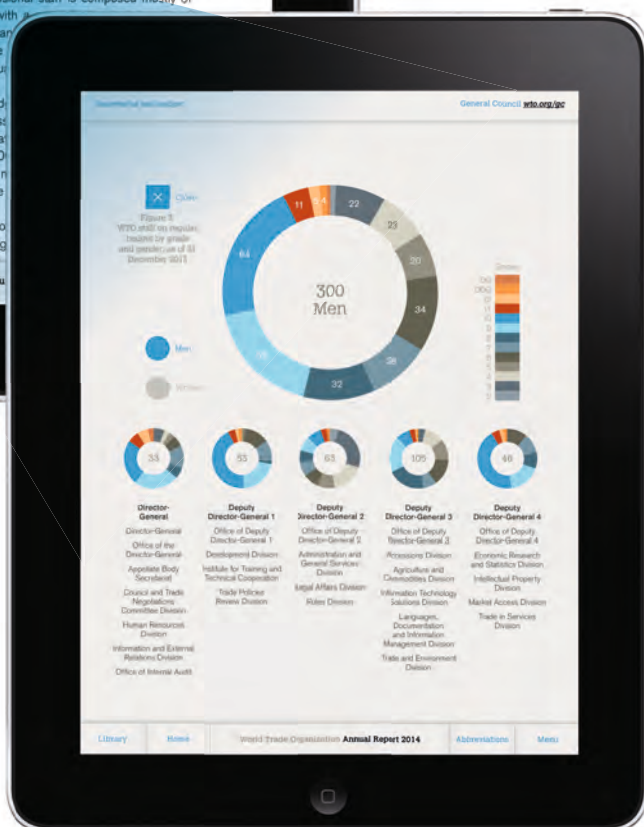 General Council wto.org/gc
Close
Figure 3
WTO staff on regular
budget by grade
and gender as of 31
December 2013
Men
Women
11
5
4
22
23
20
34
28
32
64
300
Men
Grades
DG
DDG
33
53
63
105
46
Director-
General
Director-General
Office of the
Director-General
Appellate Body
Secretariat
Council and Trade
Negotiations
Committee Division
Human Resources
Division
Information and External
Relations Division
Office of Internal Audit
Deputy
Director-General 1
Office of Deputy
Director-General 1
Development Division
Institute for Training and
Technical Cooperation
Trade Policies
Review Division
Deputy
Director-General 2
Office of Deputy
Director-General 2
Administration and
General Services
Division
Legal Affairs Division
Rules Division
Deputy
Director-General 3
Office of Deputy
Director-General 3
Accessions Division
Agriculture and
Commodities Division
Information Technology
Solutions Division
Languages,
Documentation
and Information
Management Division
Trade and Environment
Division
Deputy
Director-General 4
Office of Deputy
Director-General 4
Economic Research
and Statistics Division
Intellectual Property
Division
Market Access Division
Trade in Services
Division
Library
Home
World Trade Organization Annual Report 2014
Abbreviations
Menu